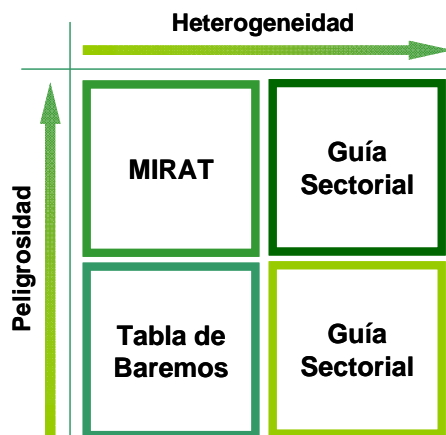 Heterogeneidad
Peligrosidad
MIRAT
Guía
Sectorial
Tabla de
Baremos
Guía
Sectorial